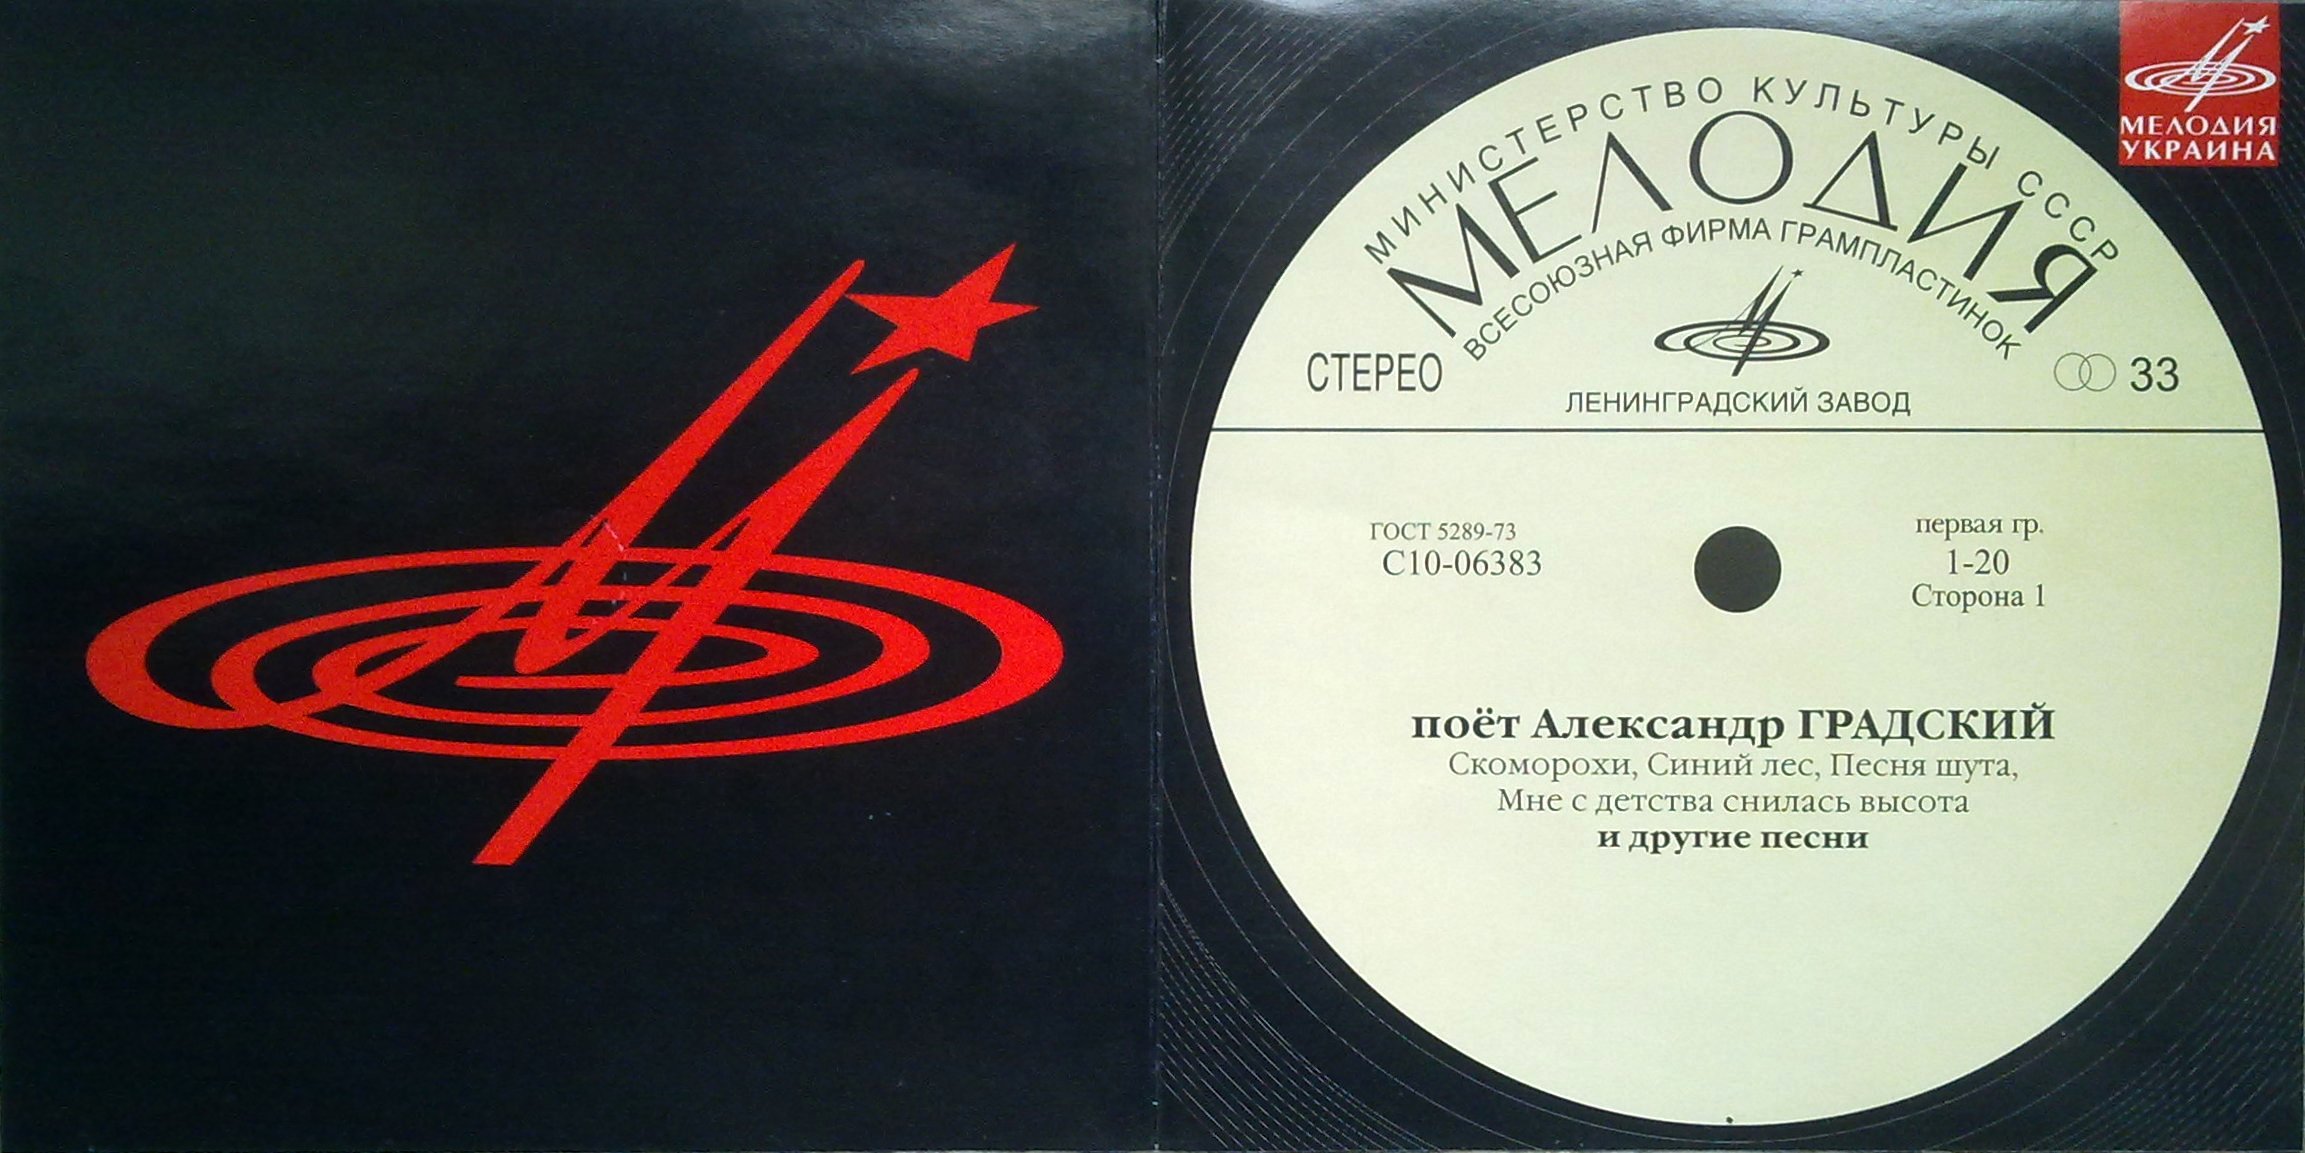 МИНИСТЕРСТВО КУЛЬТУРЫ СССР
МЕЛОДИЯ
ВСЕСОЮЗНАЯ ФИРМА ГРАМПЛАСТИНОК
МЕЛОДИЯ
УКРАИНА
СТЕРЕО
33
ЛЕНИНГРАДСКИЙ ЗАВОД
ГОСТ 5289-73
С10-06383
первая гр.
1-20
Сторона 1
поёт Александр ГРАДСКИЙ
Скоморохи, Синий лес, Песня шута,
Мне с детства снилась высота
и другие песни